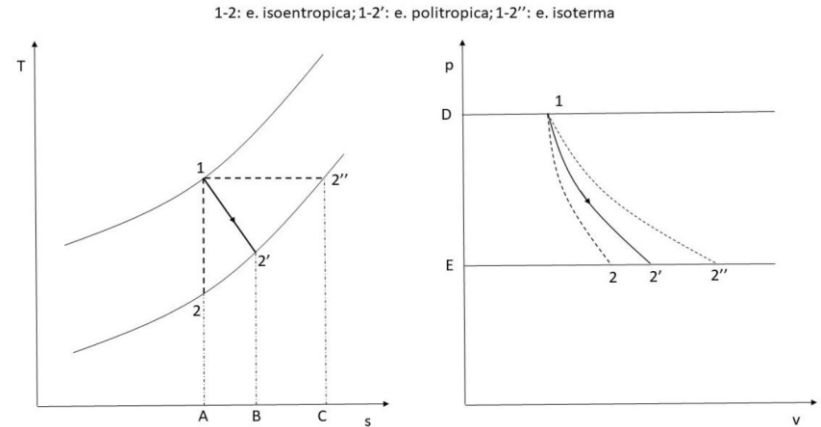 1-2: e. isoentropica; 1-2′: e. politropica; 1-2′′: e. isoterma
T
1
2′′
2′
2
A B C s
p
1
D
E
2 2′ 2′′
v